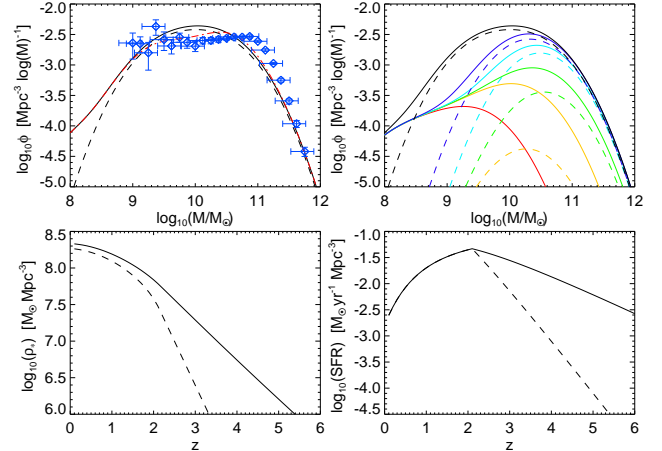 -2.0 -2.5 -3.0 -3.5 -4.0 -4.5 -5.0
log₁₀ϕ [Mpc⁻³ log(M)⁻¹]
8 9 10 11 12
log₁₀(M/M☉)
-2.0 -2.5 -3.0 -3.5 -4.0 -4.5 -5.0
log₁₀ϕ [Mpc⁻³ log(M)⁻¹]
8 9 10 11 12
log₁₀(M/M☉)
8.5 8.0 7.5 7.0 6.5 6.0
log₁₀(ρ*) [M☉ Mpc⁻³]
0 1 2 3 4 5 6
z
-1.0 -1.5 -2.0 -2.5 -3.0 -3.5 -4.0 -4.5
log₁₀(SFR) [M☉yr⁻¹ Mpc⁻³]
0 1 2 3 4 5 6
z